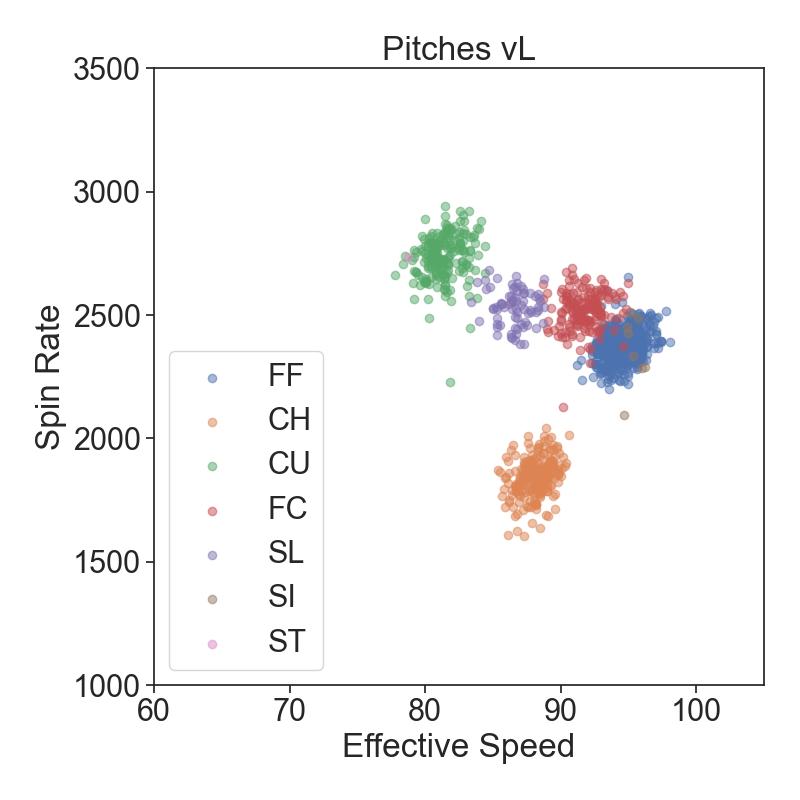 Pitches vL
3500
3000
2500
2000
1500
1000
Spin Rate
FF
CH
CU
FC
SL
SI
ST
60 70 80 90 100
Effective Speed